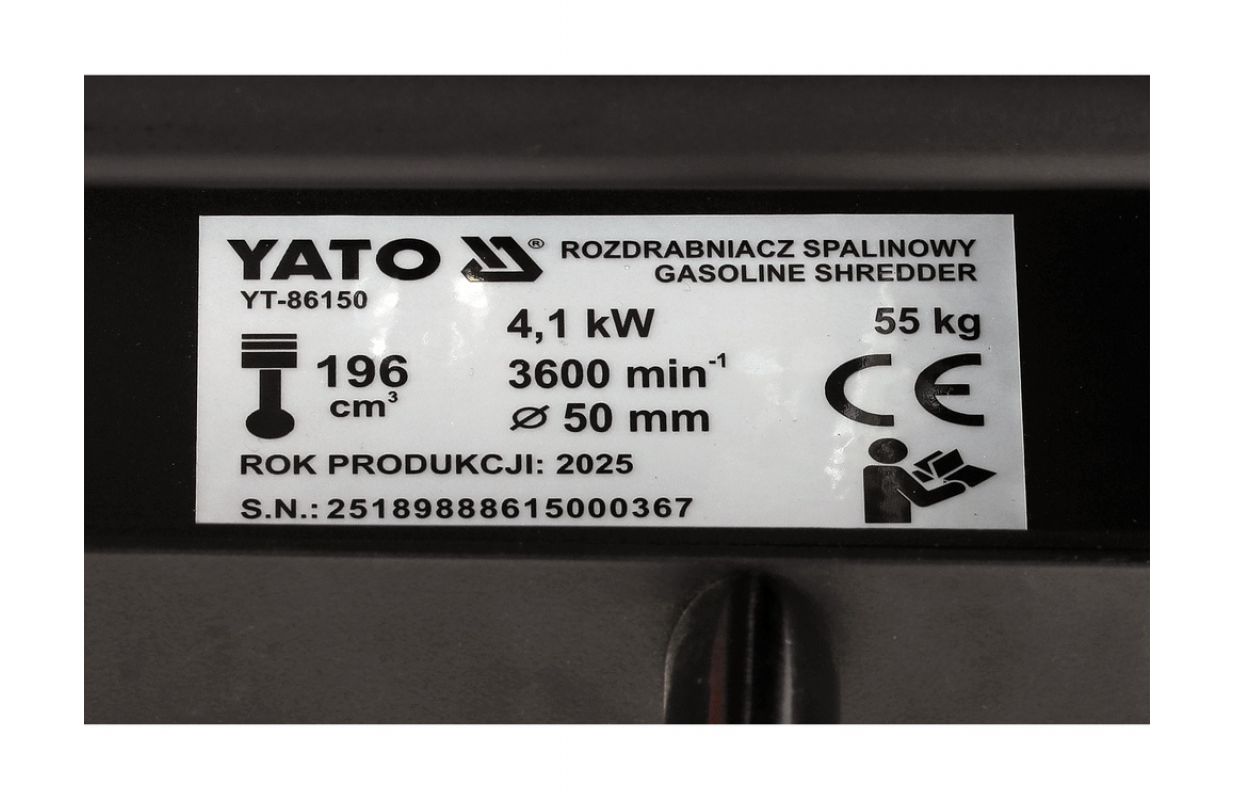 YATO ® ROZDRABNIACZ SPALINOWY
GASOLINE SHREDDER
YT-86150
4,1 kW 55 kg
196 cm³
3600 min⁻¹
⌀ 50 mm
CE
ROK PRODUKCJI: 2025
S.N.: 25189888615000367